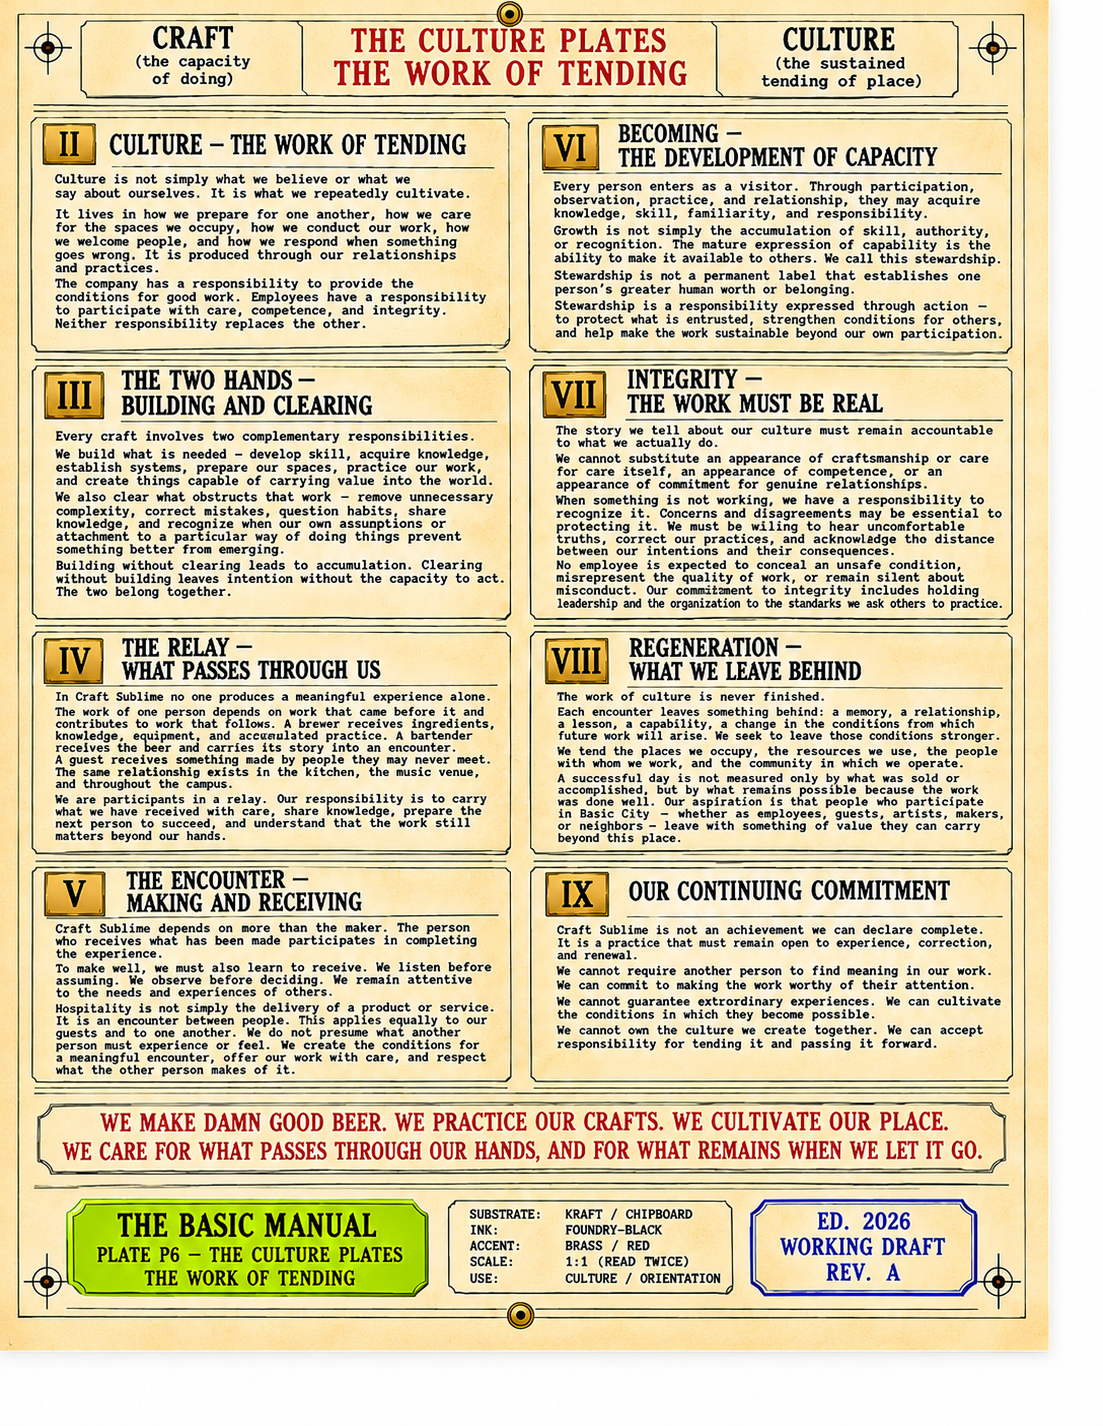 CRAFT
(the capacity
of doing)
THE CULTURE PLATES
THE WORK OF TENDING
CULTURE
(the sustained
tending of place)
II
CULTURE – THE WORK OF TENDING
Culture is not simply what we believe or what we
say about ourselves. It is what we repeatedly cultivate.
It lives in how we prepare for one another, how we care
for the spaces we occupy, how we conduct our work, how
we welcome people, and how we respond when something
goes wrong. It is produced through our relationships
and practices.
The company has a responsibility to provide the
conditions for good work. Employees have a responsibility
to participate with care, competence, and integrity.
Neither responsibility replaces the other.
III
THE TWO HANDS –
BUILDING AND CLEARING
Every craft involves two complementary responsibilities.
We build what is needed – develop skill, acquire knowledge,
establish systems, prepare our spaces, practice our work,
and create things capable of carrying value into the world.
We also clear what obstructs that work – remove unnecessary
complexity, correct mistakes, question habits, share
knowledge, and recognize when our own assunptions or
attachment to a particular way of doing things prevent
something better from emerging.
Building without clearing leads to accumulation. Clearing
without building leaves intention without the capacity to act.
The two belong together.
IV
THE RELAY –
WHAT PASSES THROUGH US
In Craft Sublime no one produces a meaningful experience alone.
The work of one person depends on work that came before it and
contributes to work that follows. A brewer receives ingredients,
knowledge, equipment, and accumulated practice. A bartender
receives the beer and carries its story into an encounter.
A guest receives something made by people they may never meet.
The same relationshig exists in the kitchen, the music venue,
and throughout the campus.
We are participants in a relay. Our responsibility is to carry
what we have received with care, share knowledge, prepare the
next person to succeed, and understand that the work still
matters beyond our hands.
V
THE ENCOUNTER –
MAKING AND RECEIVING
Craft Sublime depends on more than the maker. The person
who receives what has been made participates in completing
the experience.
To make well, we must also learn to receive. We listen before
assuming. We observe before deciding. We remain attentive
to the needs and experiences of others.
Hospitality is not simply the delivery of a product or service.
It is an encounter between people. This applies equally to our
guests and to one another. We do not presume what another
person must experience or feel. We create the conditions for
a meaningful encounter, offer our work with care, and respect
what the other person makes of it.
VI
BECOMING –
THE DEVELOPMENT OF CAPACITY
Every person enters as a visitor. Through participation,
observation, practice, and relationship, they may acquire
knowledge, skill, familiarity, and responsibility.
Growth is not simply the accumulation of skill, authority,
or recognition. The mature expression of capability is the
ability to make it available to others. We call this stewardship.
Stewardship is not a permanent label that establishes one
person's greater human worth or belonging.
Stewardship is a responsibility expressed through action –
to protect what is entrusted, strengthen conditions for others,
and help make the work sustainable beyond our own participation.
VII
INTEGRITY –
THE WORK MUST BE REAL
The story we tell about our culture must remain accountable
to what we actually do.
We cannot substitute an appearance of craftsmanship or care
for care itself, an appearance of competence, or an
appearance of commitment for genuine relationships.
When something is not working, we have a responsibility to
recognize it. Concerns and disagreements may be essential to
protecting it. We must be wiling to hear uncomfortable
truths, correct our practices, and acknowledge tho distance
between our intentions and their consequences.
No employee is expected to conceal an unsafe condition,
misrepresent the quality of work, or remain silent about
misconduct. Our commitment to integrity includes holding
leadership and the organization to the standarks we ask others to practice.
VIII
REGENERATION –
WHAT WE LEAVE BEHIND
The work of culture is never finished.
Each encounter leaves something behind: a memory, a relationship,
a lesson, a capability, a change in the conditions from which
future work will arise. We seek to leave those conditions stronger.
We tend the places we occupy, the resources we use, the people
with whom we work, and the community in which we operate.
A successful day is not measured only by what was sold or
accomplished, but by what remains possible because the work
was done well. Our aspiration is that people who participate
in Basic City – whether as employees, guests, artists, makers,
or neighbors – leave with something of value they can carry
beyond this place.
IX
OUR CONTINUING COMMITMENT
Craft Sublime is not an achievement we can declare complete.
It is a practice that must remain open to experience, correction,
and renewal.
We cannot require another person to find meaning in our work.
We can commit to making the work worthy of their attention.
We cannot guarantee extrordinary experiences. We can cultivate
the conditions in which they become possible.
We cannot own the culture we create together. We can accept
responsibility for tending it and passing it forward.
WE MAKE DAMN GOOD BEER. WE PRACTICE OUR CRAFTS. WE CULTIVATE OUR PLACE.
WE CARE FOR WHAT PASSES THROUGH OUR HANDS, AND FOR WHAT REMAINS WHEN WE LET IT GO.
THE BASIC MANUAL
PLATE P6 – THE CULTURE PLATES
THE WORK OF TENDING
SUBSTRATE: KRAFT / CHIPBOARD
INK: FOUNDRY–BLACK
ACCENT: BRASS / RED
SCALE: 1:1 (READ TWICE)
USE: CULTURE / ORIENTATION
ED. 2026
WORKING DRAFT
REV. A